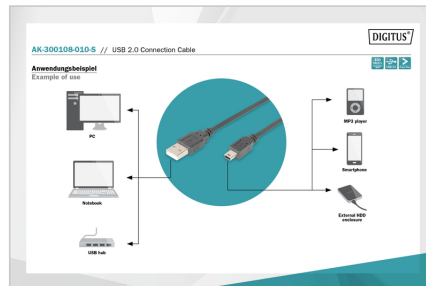 DIGITUS®
AK-300108-010-S // USB 2.0 Connection Cable
Anwendungsbeispiel
Example of use
PC
Notebook
USB hub
MP3 player
Smartphone
External HDD
enclosure